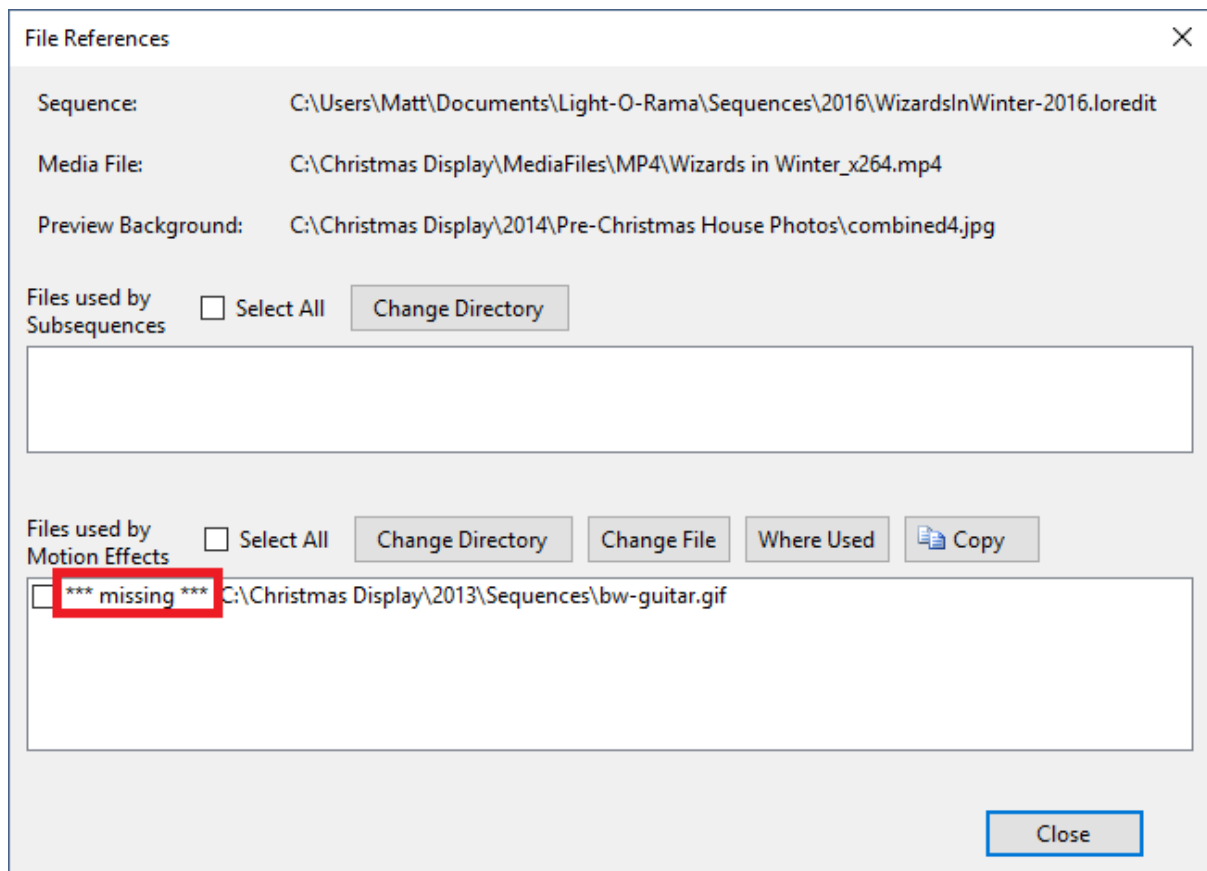 File References
Sequence: C:\Users\Matt\Documents\Light-O-Rama\Sequences\2016\WizardsInWinter-2016.loredit
Media File: C:\Christmas Display\MediaFiles\MP4\Wizards in Winter_x264.mp4
Preview Background: C:\Christmas Display\2014\Pre-Christmas House Photos\combined4.jpg
Files used by
Subsequences
Select All
Change Directory
Files used by
Motion Effects
Select All
Change Directory
Change File
Where Used
Copy
*** missing *** C:\Christmas Display\2013\Sequences\bw-guitar.gif
Close